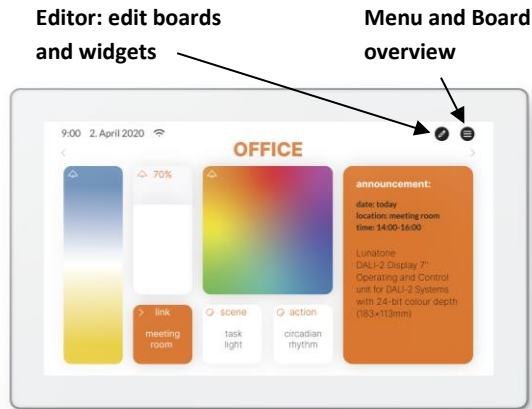 Editor: edit boards
and widgets
Menu and Board
overview
9:00 2. April 2020
OFFICE
70%
announcement:
date: today
location: meeting room
time: 14:00-16:00
Lunatone
DALI-2 Display 7"
Operating and Control
unit for DALI-2 Systems
with 24-bit colour depth
(183×113mm)
> link
meeting
room
scene
task
light
action
circadian
rhythm